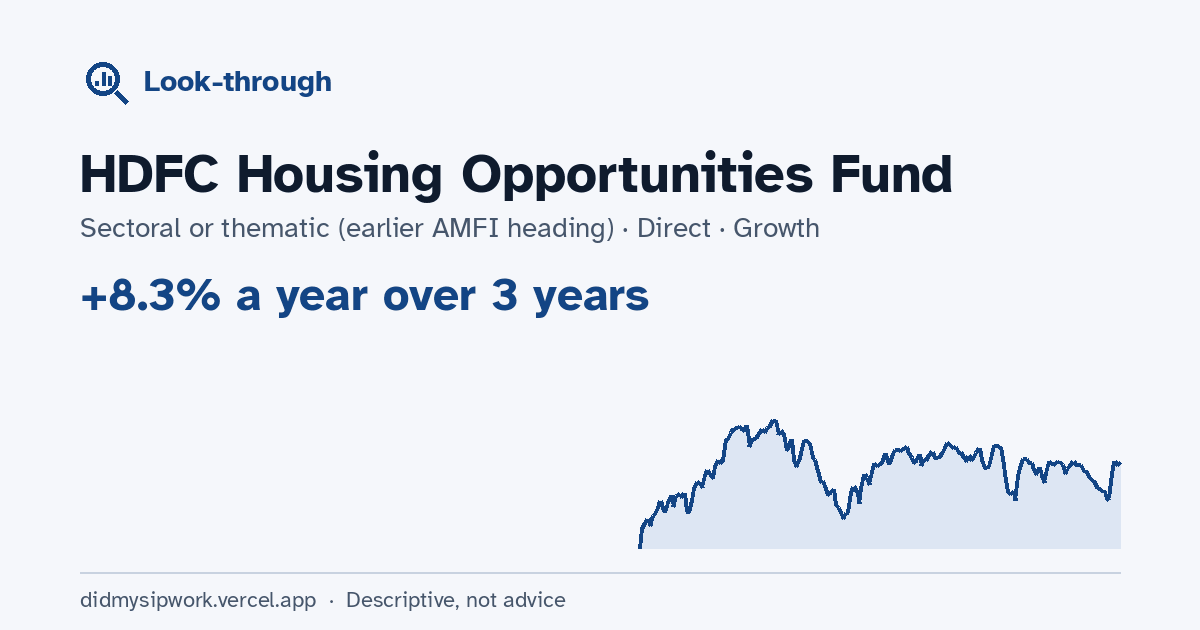 Look-through
HDFC Housing Opportunities Fund
Sectoral or thematic (earlier AMFI heading) · Direct · Growth
+8.3% a year over 3 years
didmysipwork.vercel.app · Descriptive, not advice